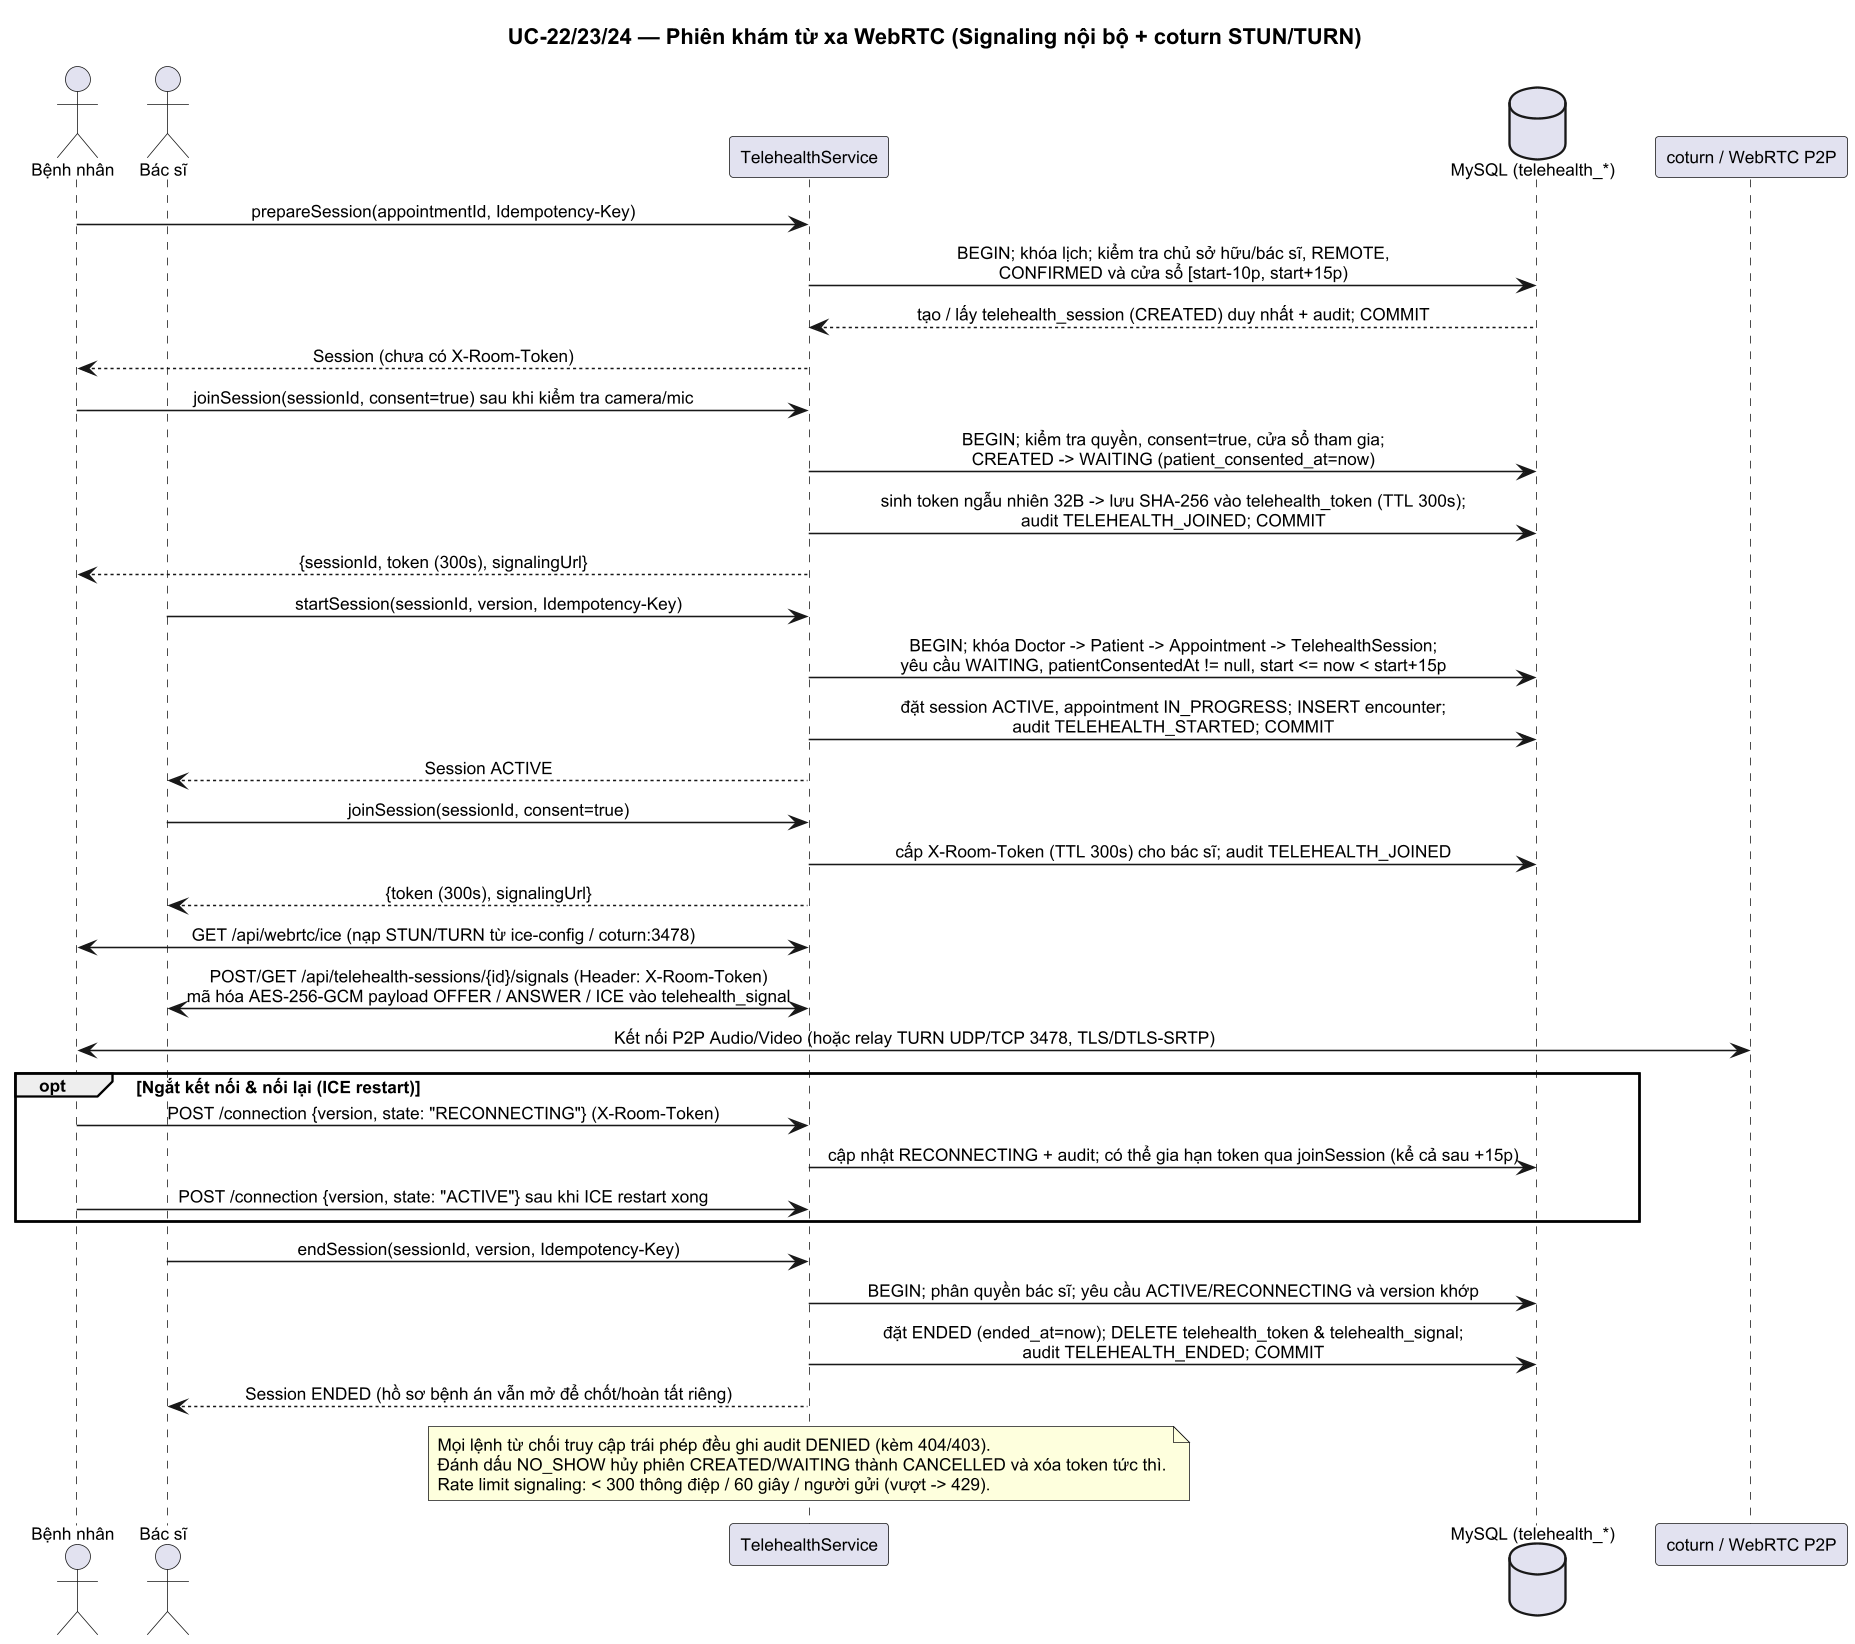 UC-22/23/24 — Phiên khám từ xa WebRTC (Signaling nội bộ + coturn STUN/TURN)
Bệnh nhân
Bác sĩ
TelehealthService
MySQL (telehealth_*)
coturn / WebRTC P2P
prepareSession(appointmentId, Idempotency-Key)
BEGIN; khóa lịch; kiểm tra chủ sở hữu/bác sĩ, REMOTE,
CONFIRMED và cửa sổ [start-10p, start+15p)
tạo / lấy telehealth_session (CREATED) duy nhất + audit; COMMIT
Session (chưa có X-Room-Token)
joinSession(sessionId, consent=true) sau khi kiểm tra camera/mic
BEGIN; kiểm tra quyền, consent=true, cửa sổ tham gia;
CREATED -> WAITING (patient_consented_at=now)
sinh token ngẫu nhiên 32B -> lưu SHA-256 vào telehealth_token (TTL 300s);
audit TELEHEALTH_JOINED; COMMIT
{sessionId, token (300s), signalingUrl}
startSession(sessionId, version, Idempotency-Key)
BEGIN; khóa Doctor -> Patient -> Appointment -> TelehealthSession;
yêu cầu WAITING, patientConsentedAt != null, start <= now < start+15p
đặt session ACTIVE, appointment IN_PROGRESS; INSERT encounter;
audit TELEHEALTH_STARTED; COMMIT
Session ACTIVE
joinSession(sessionId, consent=true)
cấp X-Room-Token (TTL 300s) cho bác sĩ; audit TELEHEALTH_JOINED
{token (300s), signalingUrl}
GET /api/webrtc/ice (nạp STUN/TURN từ ice-config / coturn:3478)
POST/GET /api/telehealth-sessions/{id}/signals (Header: X-Room-Token)
mã hóa AES-256-GCM payload OFFER / ANSWER / ICE vào telehealth_signal
Kết nối P2P Audio/Video (hoặc relay TURN UDP/TCP 3478, TLS/DTLS-SRTP)
opt
[Ngắt kết nối & nối lại (ICE restart)]
POST /connection {version, state: "RECONNECTING"} (X-Room-Token)
cập nhật RECONNECTING + audit; có thể gia hạn token qua joinSession (kể cả sau +15p)
POST /connection {version, state: "ACTIVE"} sau khi ICE restart xong
endSession(sessionId, version, Idempotency-Key)
BEGIN; phân quyền bác sĩ; yêu cầu ACTIVE/RECONNECTING và version khớp
đặt ENDED (ended_at=now); DELETE telehealth_token & telehealth_signal;
audit TELEHEALTH_ENDED; COMMIT
Session ENDED (hồ sơ bệnh án vẫn mở để chốt/hoàn tất riêng)
Mọi lệnh từ chối truy cập trái phép đều ghi audit DENIED (kèm 404/403).
Đánh dấu NO_SHOW hủy phiên CREATED/WAITING thành CANCELLED và xóa token tức thì.
Rate limit signaling: < 300 thông điệp / 60 giây / người gửi (vượt -> 429).
Bệnh nhân
Bác sĩ
TelehealthService
MySQL (telehealth_*)
coturn / WebRTC P2P